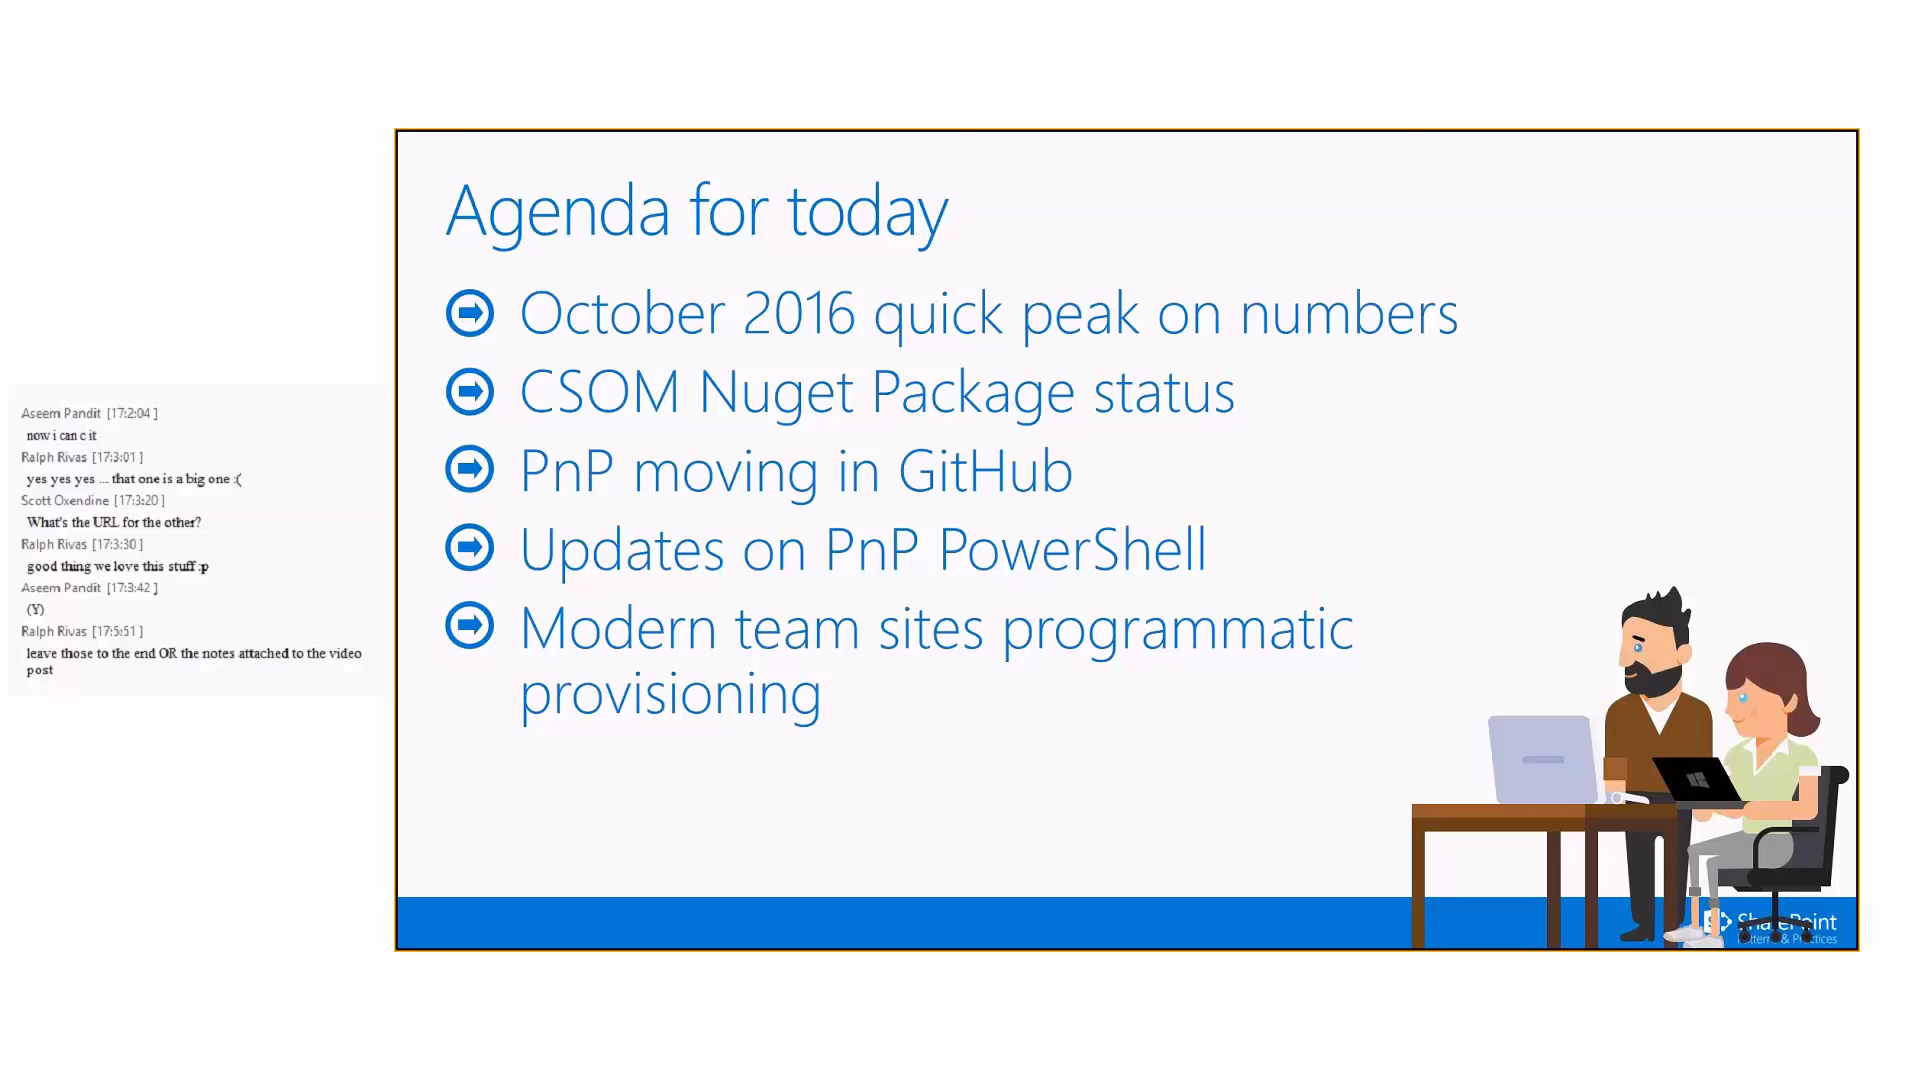 Aseem Pandit [17:2:04 ]
now i can c it
Ralph Rivas [17:3:01 ]
yes yes yes ... that one is a big one :(
Scott Oxendine [17:3:20 ]
What's the URL for the other?
Ralph Rivas [17:3:30 ]
good thing we love this stuff :p
Aseem Pandit [17:3:42 ]
(Y)
Ralph Rivas [17:5:51 ]
leave those to the end OR the notes attached to the video
post
Agenda for today
October 2016 quick peak on numbers
CSOM Nuget Package status
PnP moving in GitHub
Updates on PnP PowerShell
Modern team sites programmatic
provisioning
SharePoint
Patterns & Practices